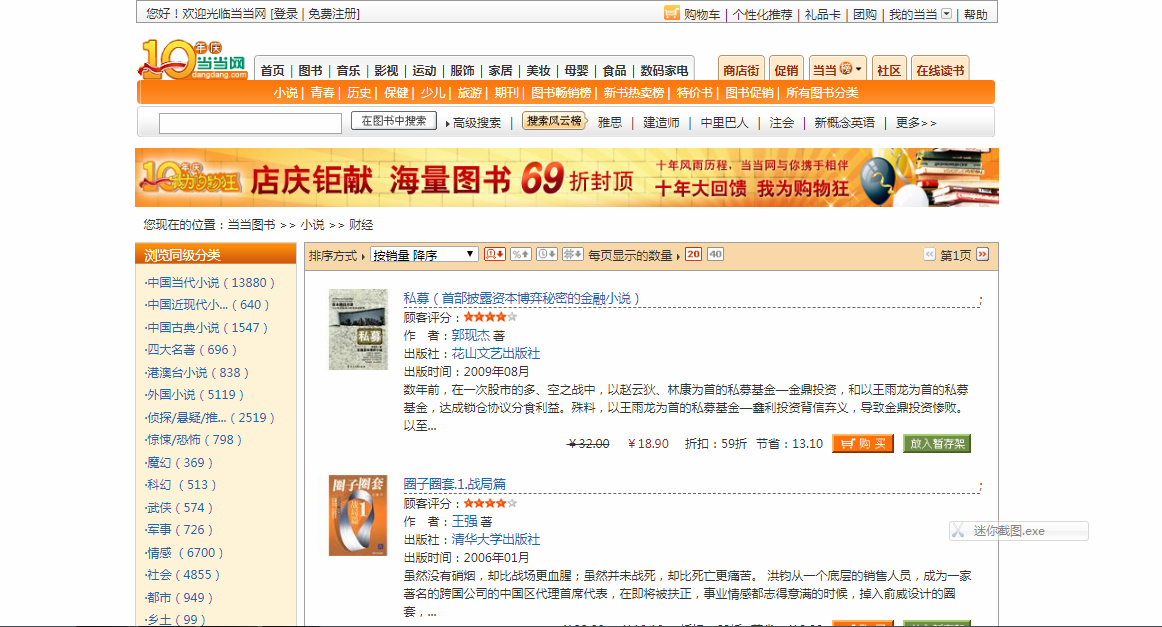 您好！欢迎光临当当网 [登录 | 免费注册]
购物车 | 个性化推荐 | 礼品卡 | 团购 | 我的当当 | 帮助
10 年庆 当当网 dangdang.com
首页 | 图书 | 音乐 | 影视 | 运动 | 服饰 | 家居 | 美妆 | 母婴 | 食品 | 数码家电
商店街 促销 当当 社区 在线读书
小说 | 青春 | 历史 | 保健 | 少儿 | 旅游 | 期刊 | 图书畅销榜 | 新书热卖榜 | 特价书 | 图书促销 | 所有图书分类
在图书中搜索 高级搜索 | 搜索风云榜 雅思 | 建造师 | 中里巴人 | 注会 | 新概念英语 | 更多>>
10 年庆
店庆钜献 海量图书 69折封顶
十年风雨历程，当当网与你携手相伴
十年大回馈 我为购物狂
您现在的位置：当当图书 >> 小说 >> 财经
浏览同级分类
·中国当代小说（13880）
·中国近现代小...（640）
·中国古典小说（1547）
·四大名著（696）
·港澳台小说（838）
·外国小说（5119）
·侦探/悬疑/推...（2519）
·惊悚/恐怖（798）
·魔幻（369）
·科幻（513）
·武侠（574）
·军事（726）
·情感（6700）
·社会（4855）
·都市（949）
·乡土（99）
排序方式 按销量 降序 每页显示的数量 20 40 第1页
私募
私募（首部披露资本博弈秘密的金融小说） ;
顾客评分：
作 者：郭现杰 著
出版社：花山文艺出版社
出版时间：2009年08月
数年前，在一次股市的多、空之战中，以赵云狄、林康为首的私募基金—金鼎投资，和以王雨龙为首的私募
基金，达成锁仓协议分食利益。殊料，以王雨龙为首的私募基金—鑫利投资背信弃义，导致金鼎投资惨败。
以至...
￥32.00 ￥18.90 折扣：59折 节省：13.10 购 买 放入暂存架
圈子圈套
1
战局篇
圈子圈套.1.战局篇 ;
顾客评分：
作 者：王强 著
出版社：清华大学出版社
出版时间：2006年01月
虽然没有硝烟，却比战场更血腥；虽然并未战死，却比死亡更痛苦。 洪钧从一个底层的销售人员，成为一家
著名的跨国公司的中国区代理首席代表，在即将被扶正，事业情感都志得意满的时候，掉入俞威设计的圈
套，...
迷你截图.exe